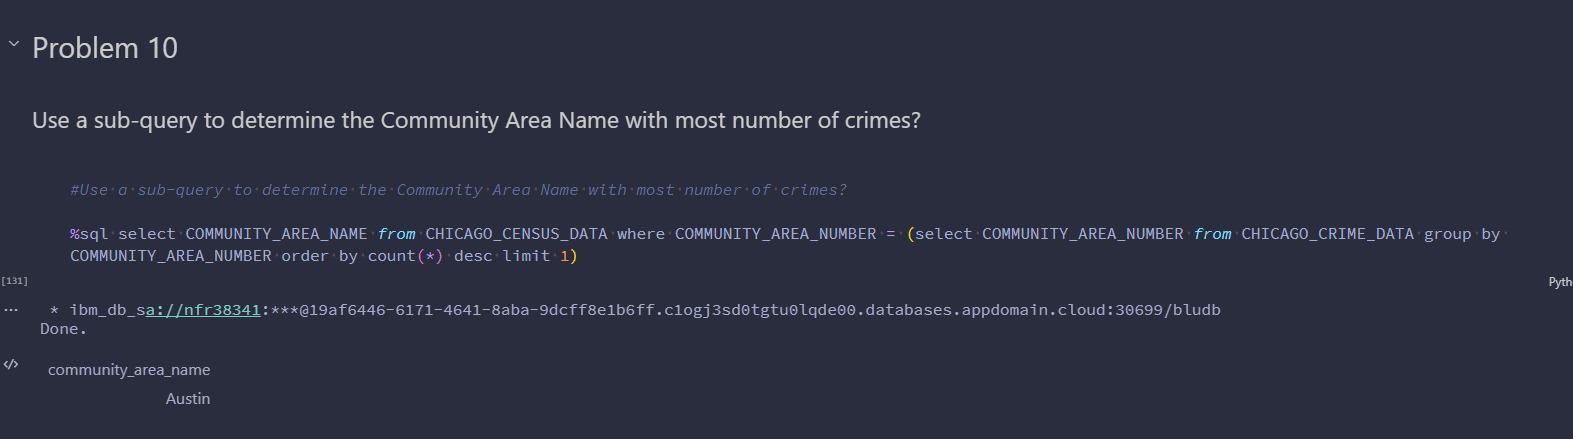 Problem 10
Use a sub-query to determine the Community Area Name with most number of crimes?
#Use a sub-query to determine the Community Area Name with most number of crimes?
%sql select COMMUNITY_AREA_NAME from CHICAGO_CENSUS_DATA where COMMUNITY_AREA_NUMBER = (select COMMUNITY_AREA_NUMBER from CHICAGO_CRIME_DATA group by
COMMUNITY_AREA_NUMBER order by count(*) desc limit 1)
[131]
Pyth
* ibm_db_sa://nfr38341:***@19af6446-6171-4641-8aba-9dcff8e1b6ff.c1ogj3sd0tgtu0lqde00.databases.appdomain.cloud:30699/bludb
Done.
community_area_name
Austin